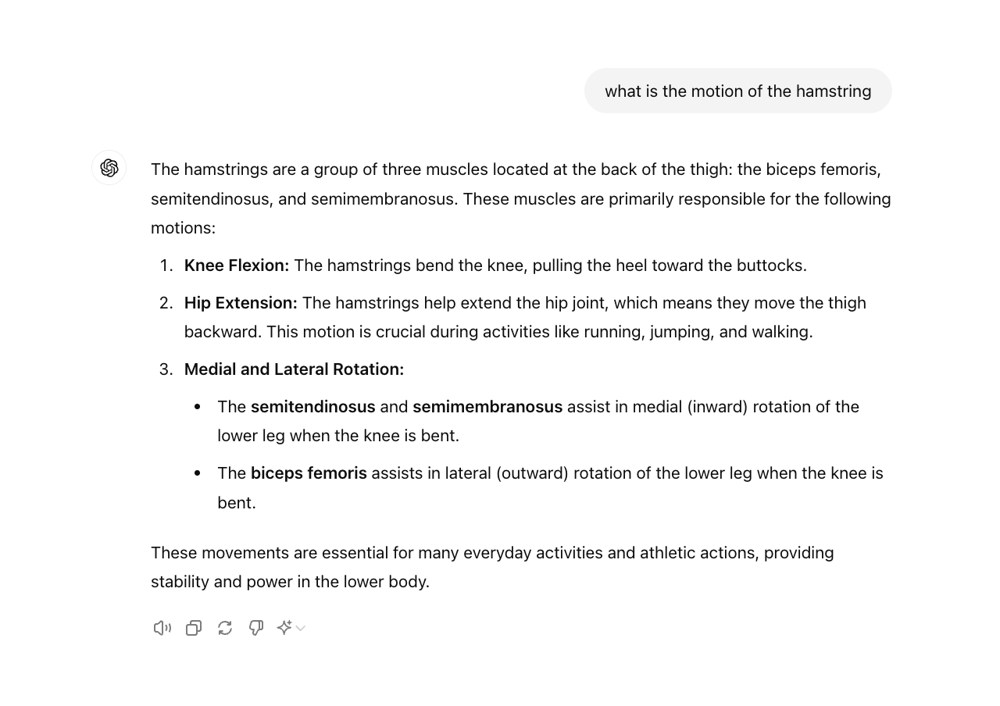 what is the motion of the hamstring
The hamstrings are a group of three muscles located at the back of the thigh: the biceps femoris,
semitendinosus, and semimembranosus. These muscles are primarily responsible for the following
motions:
1. Knee Flexion: The hamstrings bend the knee, pulling the heel toward the buttocks.
2. Hip Extension: The hamstrings help extend the hip joint, which means they move the thigh
backward. This motion is crucial during activities like running, jumping, and walking.
3. Medial and Lateral Rotation:
• The semitendinosus and semimembranosus assist in medial (inward) rotation of the
lower leg when the knee is bent.
• The biceps femoris assists in lateral (outward) rotation of the lower leg when the knee is
bent.
These movements are essential for many everyday activities and athletic actions, providing
stability and power in the lower body.